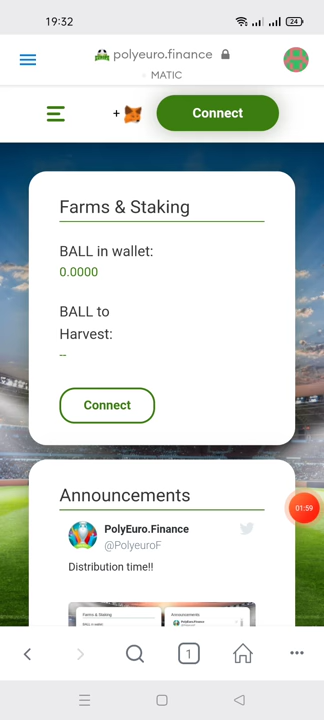 19:32
24
polyeuro.finance
MATIC
+
Connect
Farms & Staking
BALL in wallet:
0.0000
BALL to
Harvest:
--
Connect
01:59
Announcements
PolyEuro.Finance
@PolyeuroF
Distribution time!!
Farms & Staking
Announcements
1